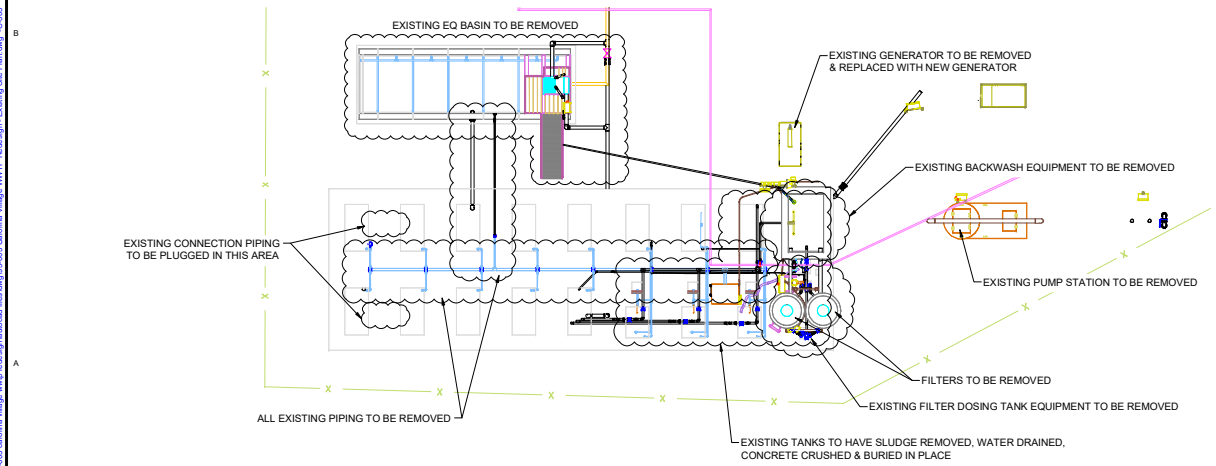 B
EXISTING EQ BASIN TO BE REMOVED
EXISTING GENERATOR TO BE REMOVED
& REPLACED WITH NEW GENERATOR
EXISTING BACKWASH EQUIPMENT TO BE REMOVED
EXISTING CONNECTION PIPING
TO BE PLUGGED IN THIS AREA
EXISTING PUMP STATION TO BE REMOVED
A
FILTERS TO BE REMOVED
EXISTING FILTER DOSING TANK EQUIPMENT TO BE REMOVED
ALL EXISTING PIPING TO BE REMOVED
EXISTING TANKS TO HAVE SLUDGE REMOVED, WATER DRAINED,
CONCRETE CRUSHED & BURIED IN PLACE